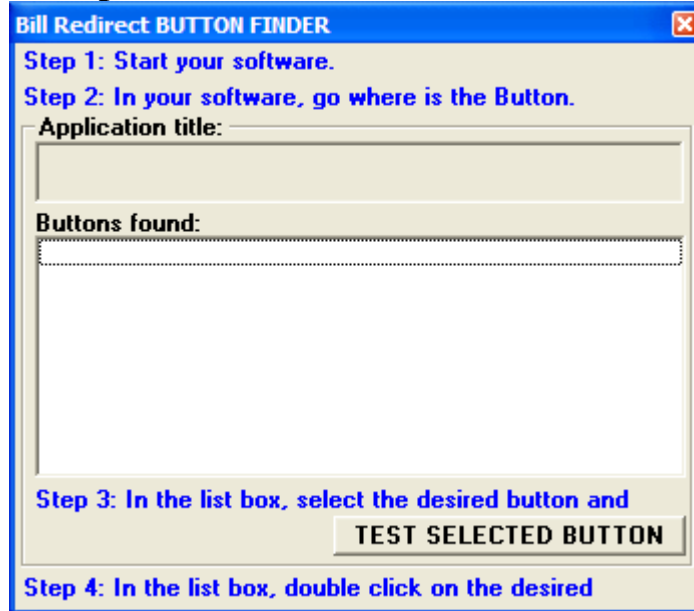 Bill Redirect BUTTON FINDER
Step 1: Start your software.
Step 2: In your software, go where is the Button.
Application title:
Buttons found:
Step 3: In the list box, select the desired button and
TEST SELECTED BUTTON
Step 4: In the list box, double click on the desired